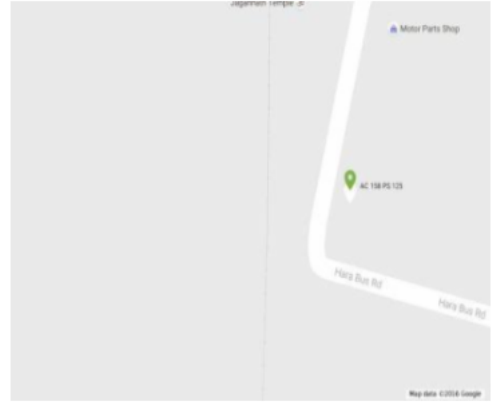 Jagannath Temple
Motor Parts Shop
AC 158 PS 125
Hara Bus Rd
Hara Bus Rd
Map data ©2016 Google